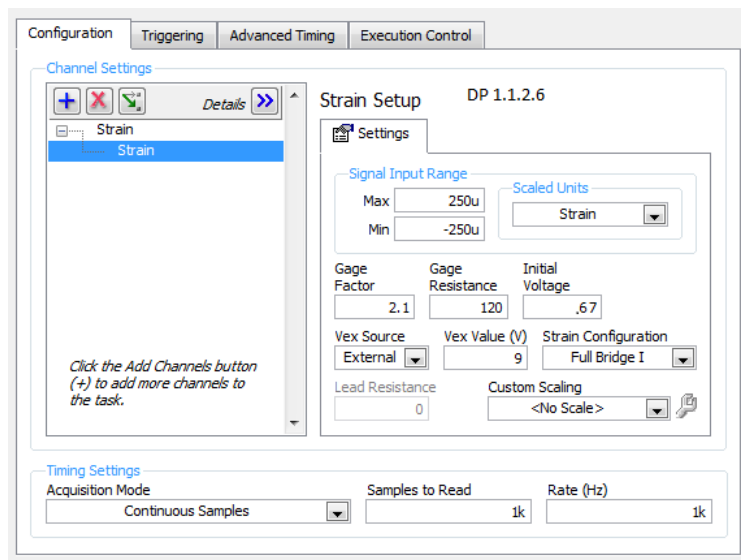 Configuration Triggering Advanced Timing Execution Control
Channel Settings
Details
Strain
Strain
Click the Add Channels button
(+) to add more channels to
the task.
Strain Setup DP 1.1.2.6
Settings
Signal Input Range
Max 250u
Min -250u
Scaled Units
Strain
Gage Factor 2.1
Gage Resistance 120
Initial Voltage .67
Vex Source External
Vex Value (V) 9
Strain Configuration Full Bridge I
Lead Resistance 0
Custom Scaling <No Scale>
Timing Settings
Acquisition Mode Samples to Read Rate (Hz)
Continuous Samples 1k 1k